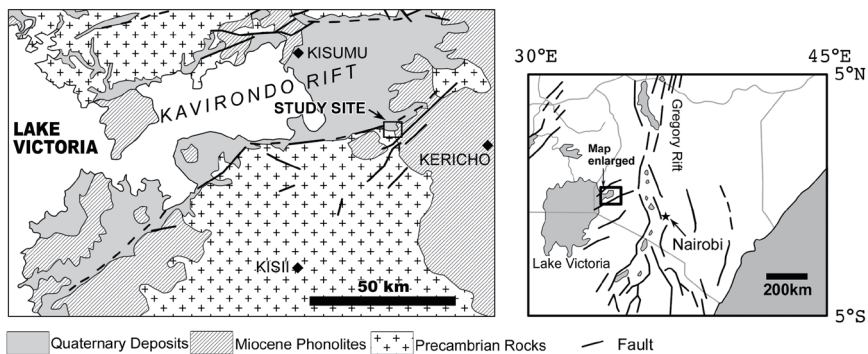 KISUMU
KAVIRONDO RIFT
STUDY SITE
LAKE
VICTORIA
KERICHO
KISII
50 km
30°E
45°E
5°N
Gregory Rift
Map
enlarged
Nairobi
Lake Victoria
200km
5°S
Quaternary Deposits
Miocene Phonolites
Precambrian Rocks
Fault